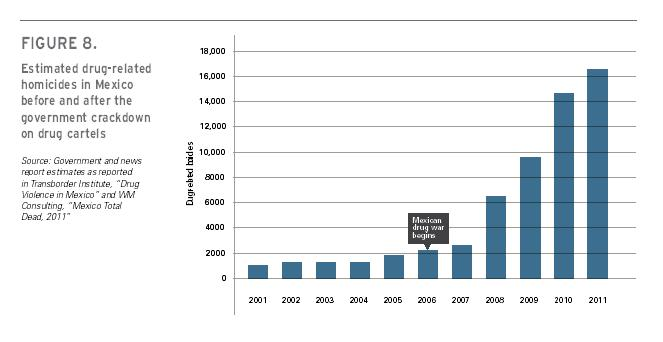 FIGURE 8.
Estimated drug-related
homicides in Mexico
before and after the
government crackdown
on drug cartels
Source: Government and news
report estimates as reported
in Transborder Institute, “Drug
Violence in Mexico” and WM
Consulting, “Mexico Total
Dead, 2011”
18,000
16,000
14,000
12,000
10,000
8000
6000
4000
2000
0
Mexican
drug war
begins
2001 2002 2003 2004 2005 2006 2007 2008 2009 2010 2011